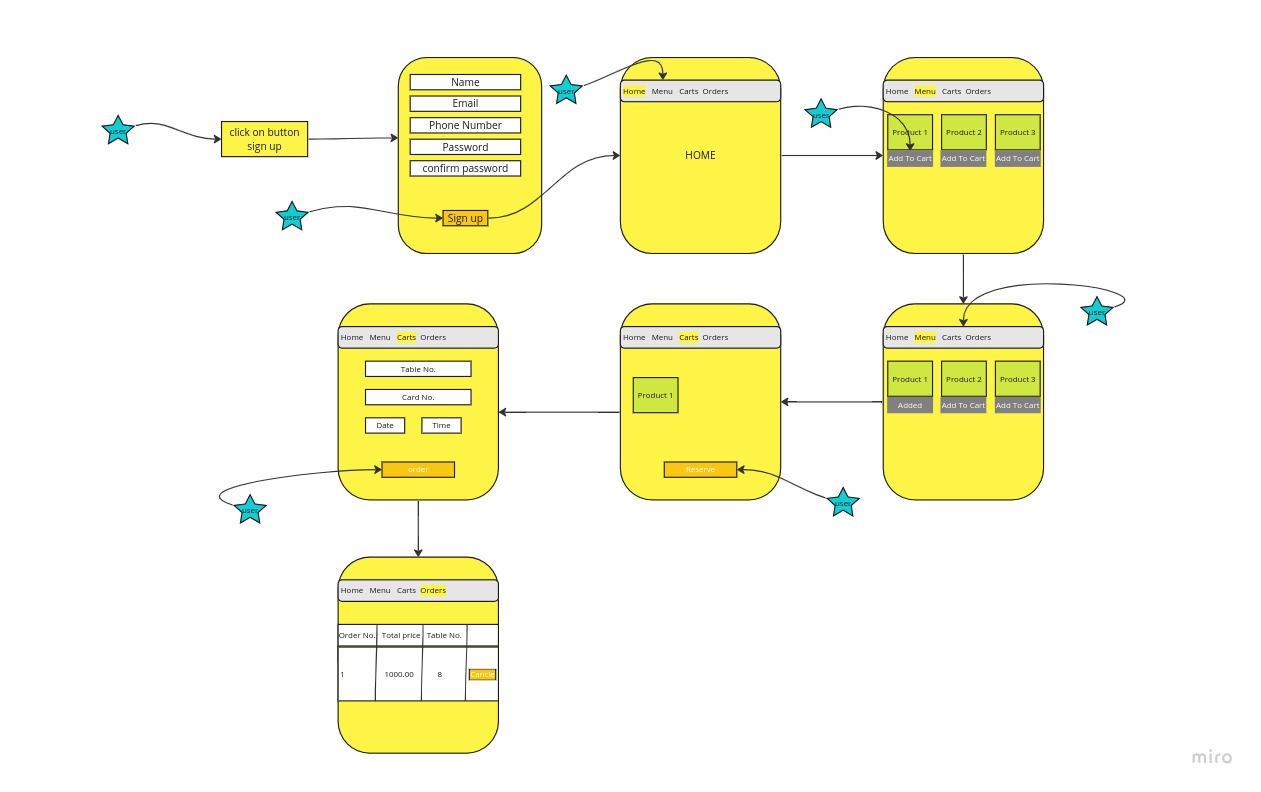 user
click on button
sign up
Name
Email
Phone Number
Password
confirm password
user
Sign up
user
Home Menu Carts Orders
HOME
user
Home Menu Carts Orders
Product 1 Product 2 Product 3
Add To Cart Add To Cart Add To Cart
user
Home Menu Carts Orders
Product 1 Product 2 Product 3
Added Add To Cart Add To Cart
Home Menu Carts Orders
Product 1
Reserve
user
Home Menu Carts Orders
Table No.
Card No.
Date Time
order
user
Home Menu Carts Orders
Order No. Total price Table No.
1 1000.00 8 Cancle
miro